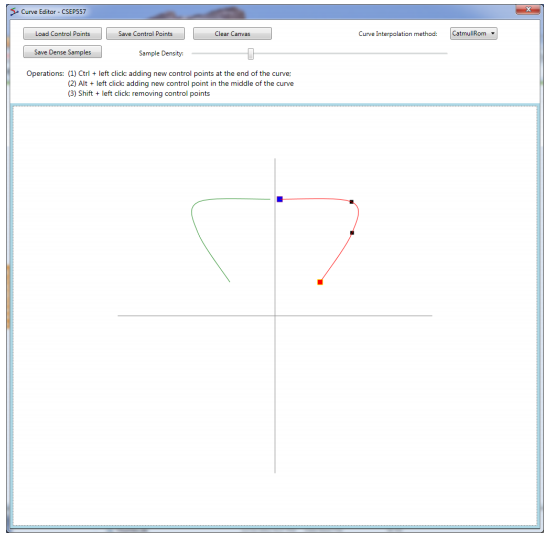 Curve Editor - CSEP557
Load Control Points Save Control Points Clear Canvas Curve Interpolation method: CatmullRom
Save Dense Samples Sample Density:
Operations: (1) Ctrl + left click: adding new control points at the end of the curve;
(2) Alt + left click: adding new control point in the middle of the curve
(3) Shift + left click: removing control points